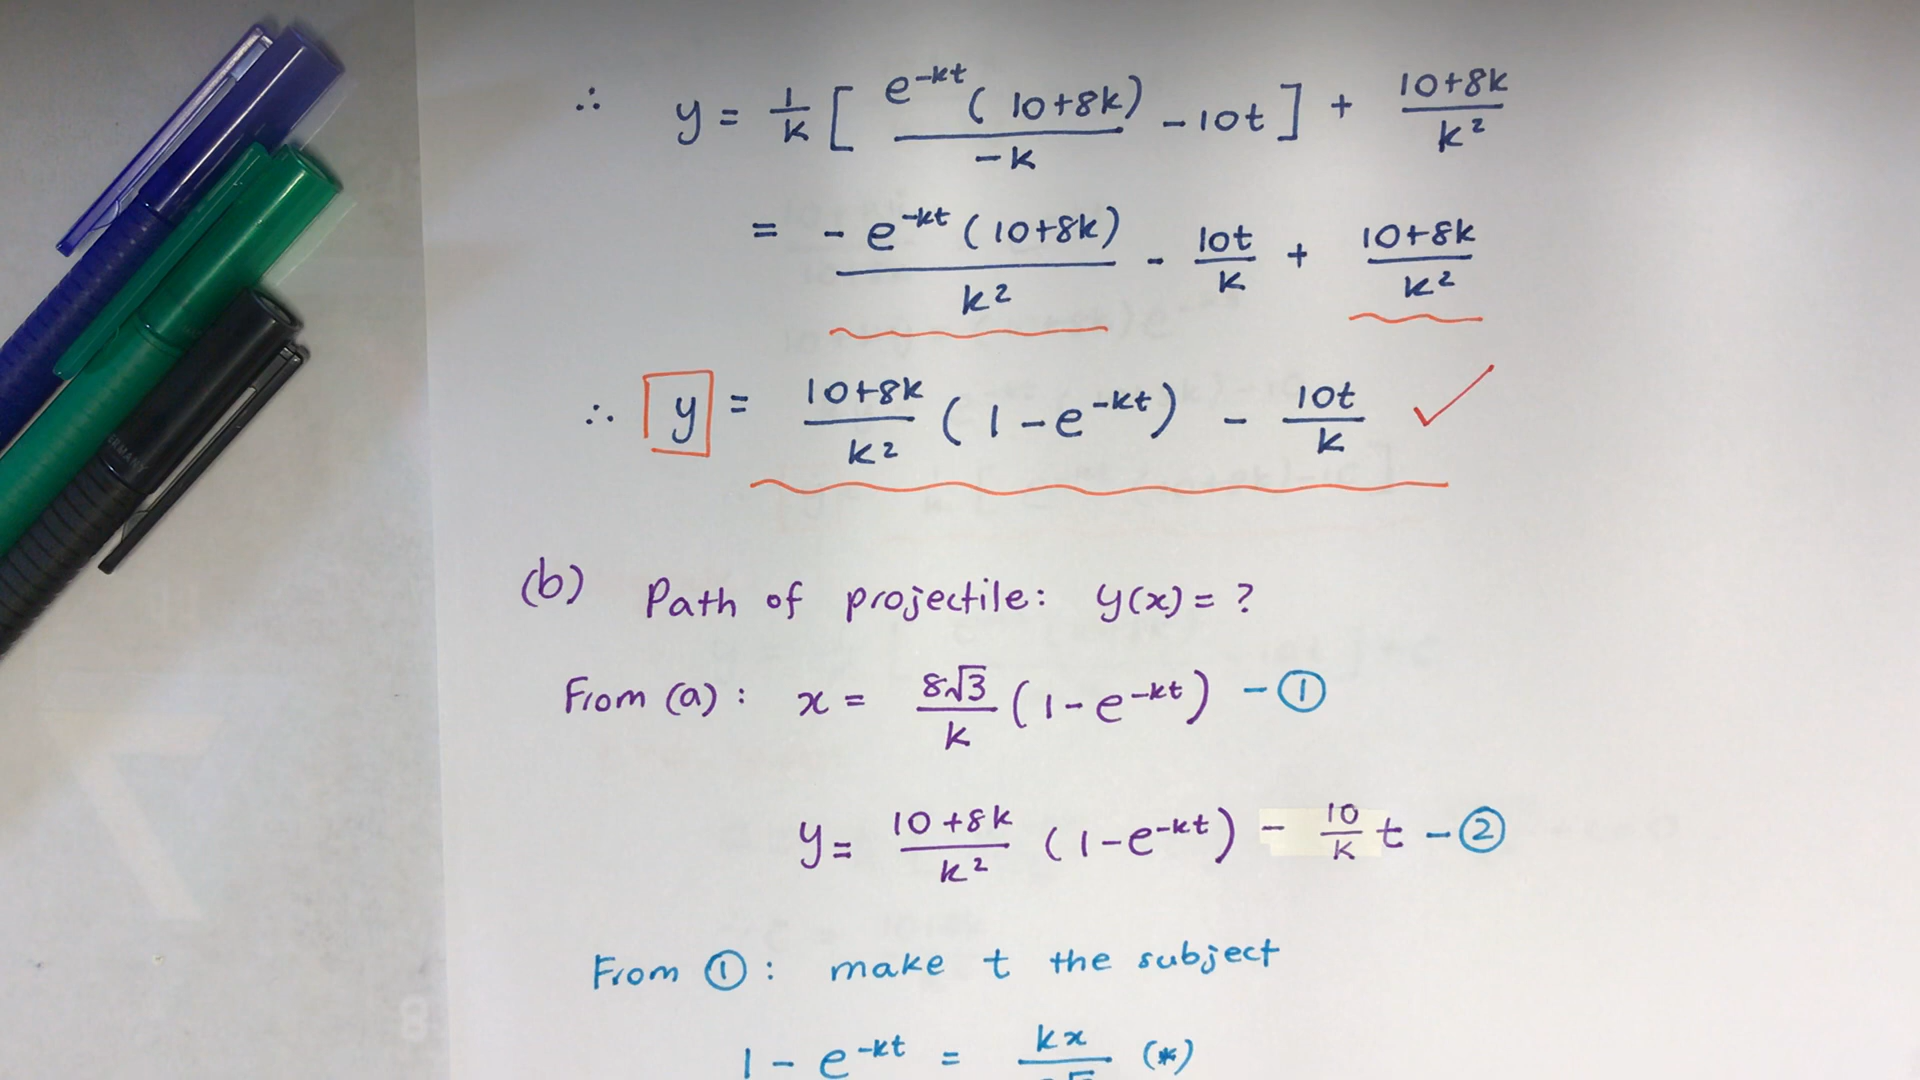 ∴ y = 1/k [ e^-kt (10+8k) / -k - 10t ] + 10+8k / k²
= - e^-kt (10+8k) / k² - 10t / k + 10+8k / k²
∴ y = 10+8k / k² ( 1 - e^-kt ) - 10t / k ✓
(b) Path of projectile: y(x) = ?
From (a) : x = 8√3 / k ( 1 - e^-kt ) - ①
y = 10+8k / k² ( 1 - e^-kt ) - 10/k t - ②
From ① : make t the subject
1 - e^-kt = kx (*)
GERMANY
8